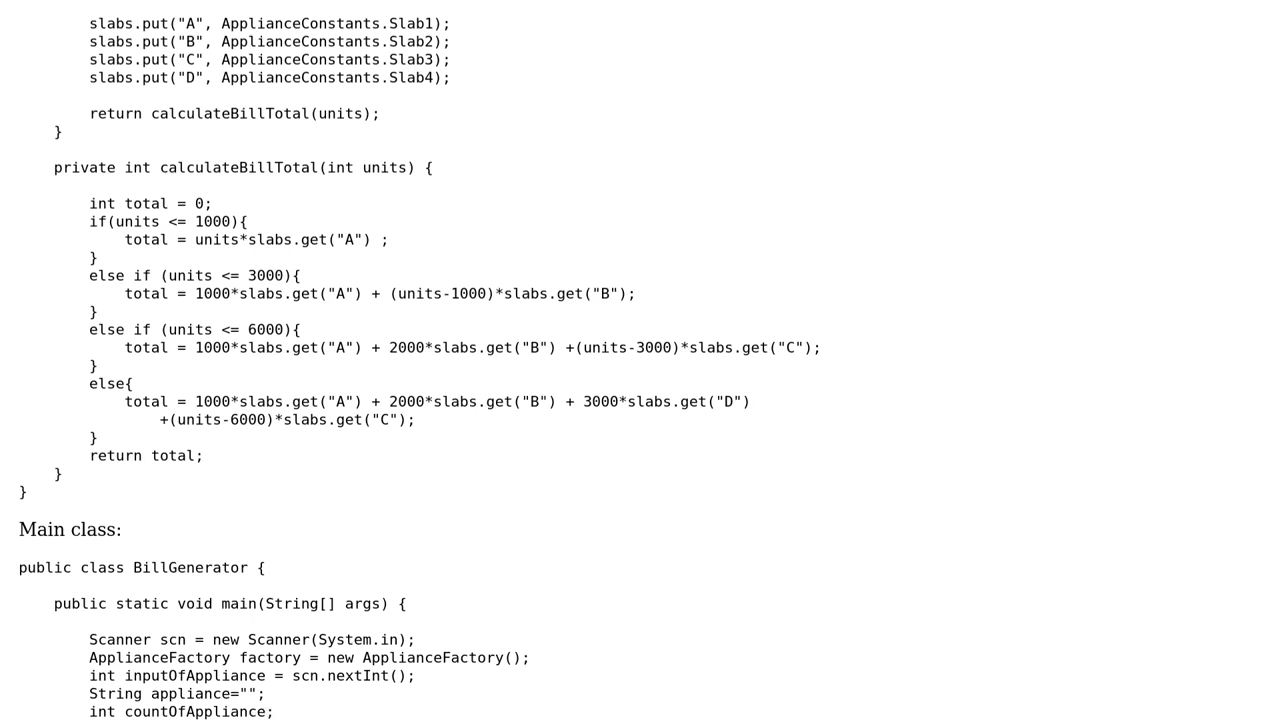 slabs.put("A", ApplianceConstants.Slab1);
        slabs.put("B", ApplianceConstants.Slab2);
        slabs.put("C", ApplianceConstants.Slab3);
        slabs.put("D", ApplianceConstants.Slab4);

        return calculateBillTotal(units);
    }

    private int calculateBillTotal(int units) {

        int total = 0;
        if(units <= 1000){
            total = units*slabs.get("A") ;
        }
        else if (units <= 3000){
            total = 1000*slabs.get("A") + (units-1000)*slabs.get("B");
        }
        else if (units <= 6000){
            total = 1000*slabs.get("A") + 2000*slabs.get("B") +(units-3000)*slabs.get("C");
        }
        else{
            total = 1000*slabs.get("A") + 2000*slabs.get("B") + 3000*slabs.get("D")
                +(units-6000)*slabs.get("C");
        }
        return total;
    }
}
Main class:
public class BillGenerator {

    public static void main(String[] args) {

        Scanner scn = new Scanner(System.in);
        ApplianceFactory factory = new ApplianceFactory();
        int inputOfAppliance = scn.nextInt();
        String appliance="";
        int countOfAppliance;